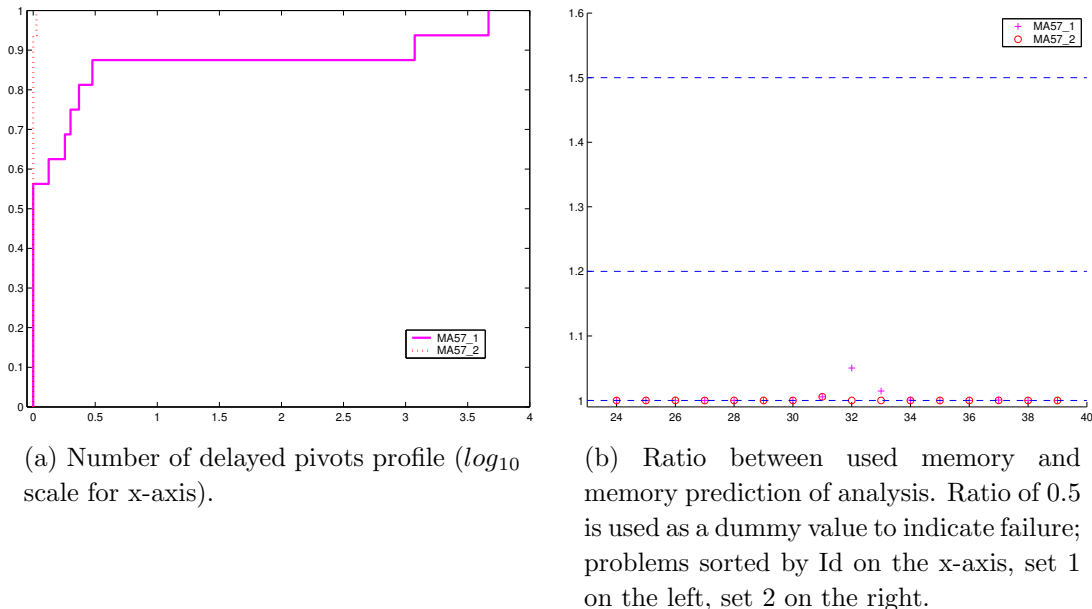 1
0.9
0.8
0.7
0.6
0.5
0.4
0.3
0.2
0.1
0
0 0.5 1 1.5 2 2.5 3 3.5 4
MA57_1
MA57_2
(a) Number of delayed pivots profile (log10
scale for x-axis).
1.6
1.5
1.4
1.3
1.2
1.1
1
24 26 28 30 32 34 36 38 40
MA57_1
MA57_2
(b) Ratio between used memory and
memory prediction of analysis. Ratio of 0.5
is used as a dummy value to indicate failure;
problems sorted by Id on the x-axis, set 1
on the left, set 2 on the right.